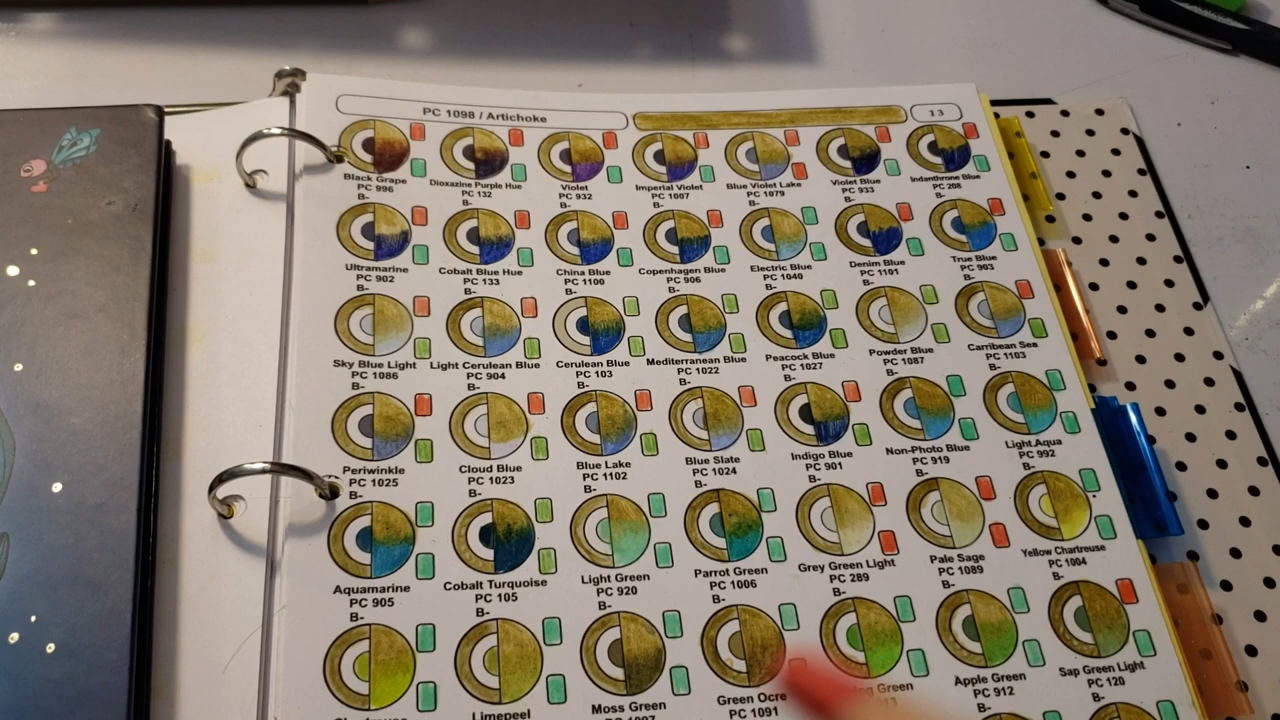 PC 1098 / Artichoke
13
Black Grape
PC 996
B-
Dioxazine Purple Hue
PC 132
B-
Violet
PC 932
B-
Imperial Violet
PC 1007
B-
Blue Violet Lake
PC 1079
B-
Violet Blue
PC 933
B-
Indanthrone Blue
PC 208
B-
Ultramarine
PC 902
B-
Cobalt Blue Hue
PC 133
B-
China Blue
PC 1100
B-
Copenhagen Blue
PC 906
B-
Electric Blue
PC 1040
B-
Denim Blue
PC 1101
B-
True Blue
PC 903
B-
Sky Blue Light
PC 1086
B-
Light Cerulean Blue
PC 904
B-
Cerulean Blue
PC 103
B-
Mediterranean Blue
PC 1022
B-
Peacock Blue
PC 1027
B-
Powder Blue
PC 1087
B-
Carribean Sea
PC 1103
B-
Periwinkle
PC 1025
B-
Cloud Blue
PC 1023
B-
Blue Lake
PC 1102
B-
Blue Slate
PC 1024
B-
Indigo Blue
PC 901
B-
Non-Photo Blue
PC 919
B-
Light Aqua
PC 992
B-
Aquamarine
PC 905
B-
Cobalt Turquoise
PC 105
B-
Light Green
PC 920
B-
Parrot Green
PC 1006
B-
Grey Green Light
PC 289
B-
Pale Sage
PC 1089
B-
Yellow Chartreuse
PC 1004
B-
Limepeel
Moss Green
Green Ocre
PC 1091
Green
Apple Green
PC 912
B-
Sap Green Light
PC 120
B-